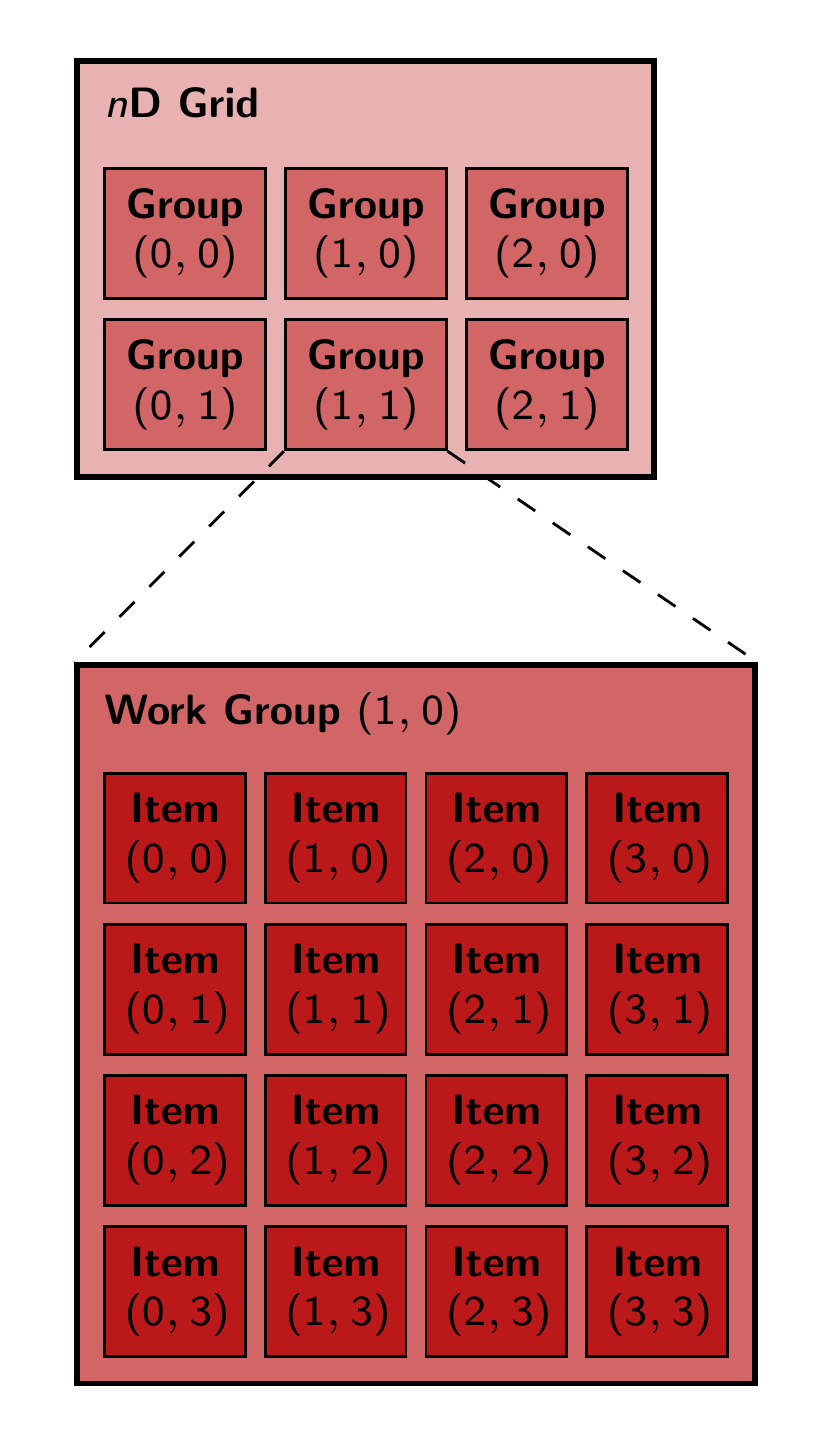 nD Grid
Group Group Group
(0, 0) (1, 0) (2, 0)
Group Group Group
(0, 1) (1, 1) (2, 1)
Work Group (1, 0)
Item Item Item Item
(0, 0) (1, 0) (2, 0) (3, 0)
Item Item Item Item
(0, 1) (1, 1) (2, 1) (3, 1)
Item Item Item Item
(0, 2) (1, 2) (2, 2) (3, 2)
Item Item Item Item
(0, 3) (1, 3) (2, 3) (3, 3)